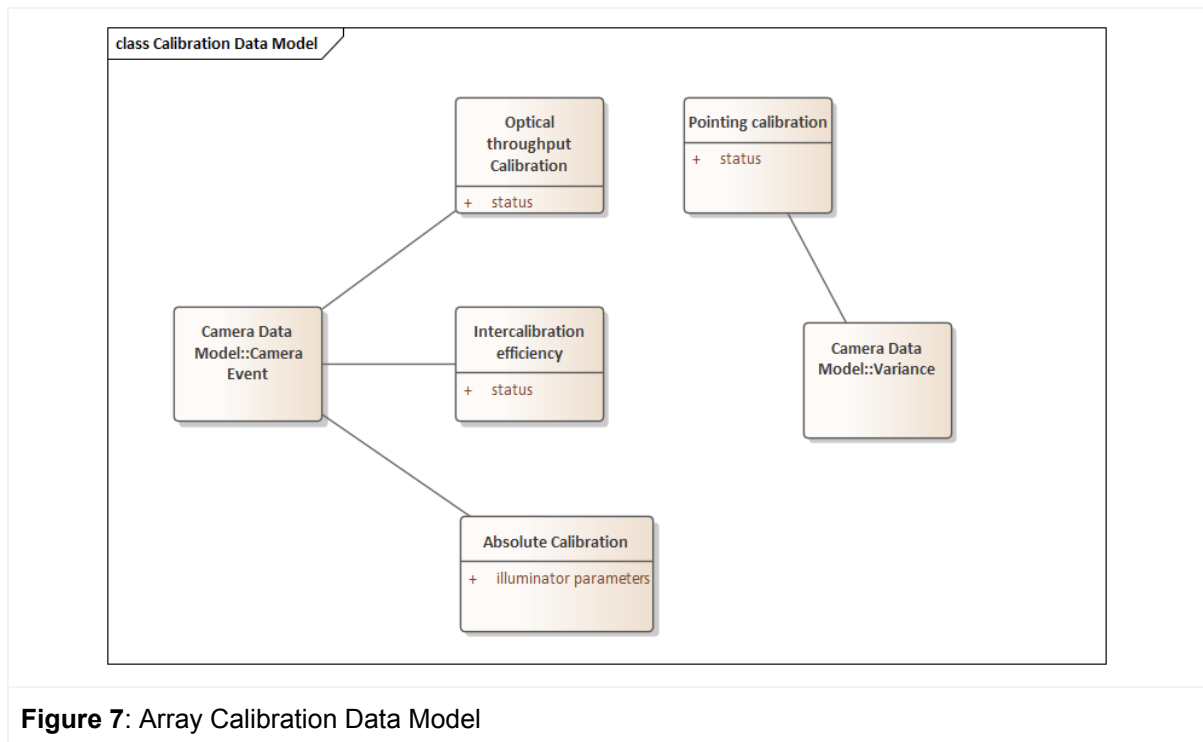 class Calibration Data Model
Optical
throughput
Calibration
+ status
Pointing calibration
+ status
Camera Data
Model::Camera
Event
Intercalibration
efficiency
+ status
Camera Data
Model::Variance
Absolute Calibration
+ illuminator parameters
Figure 7: Array Calibration Data Model